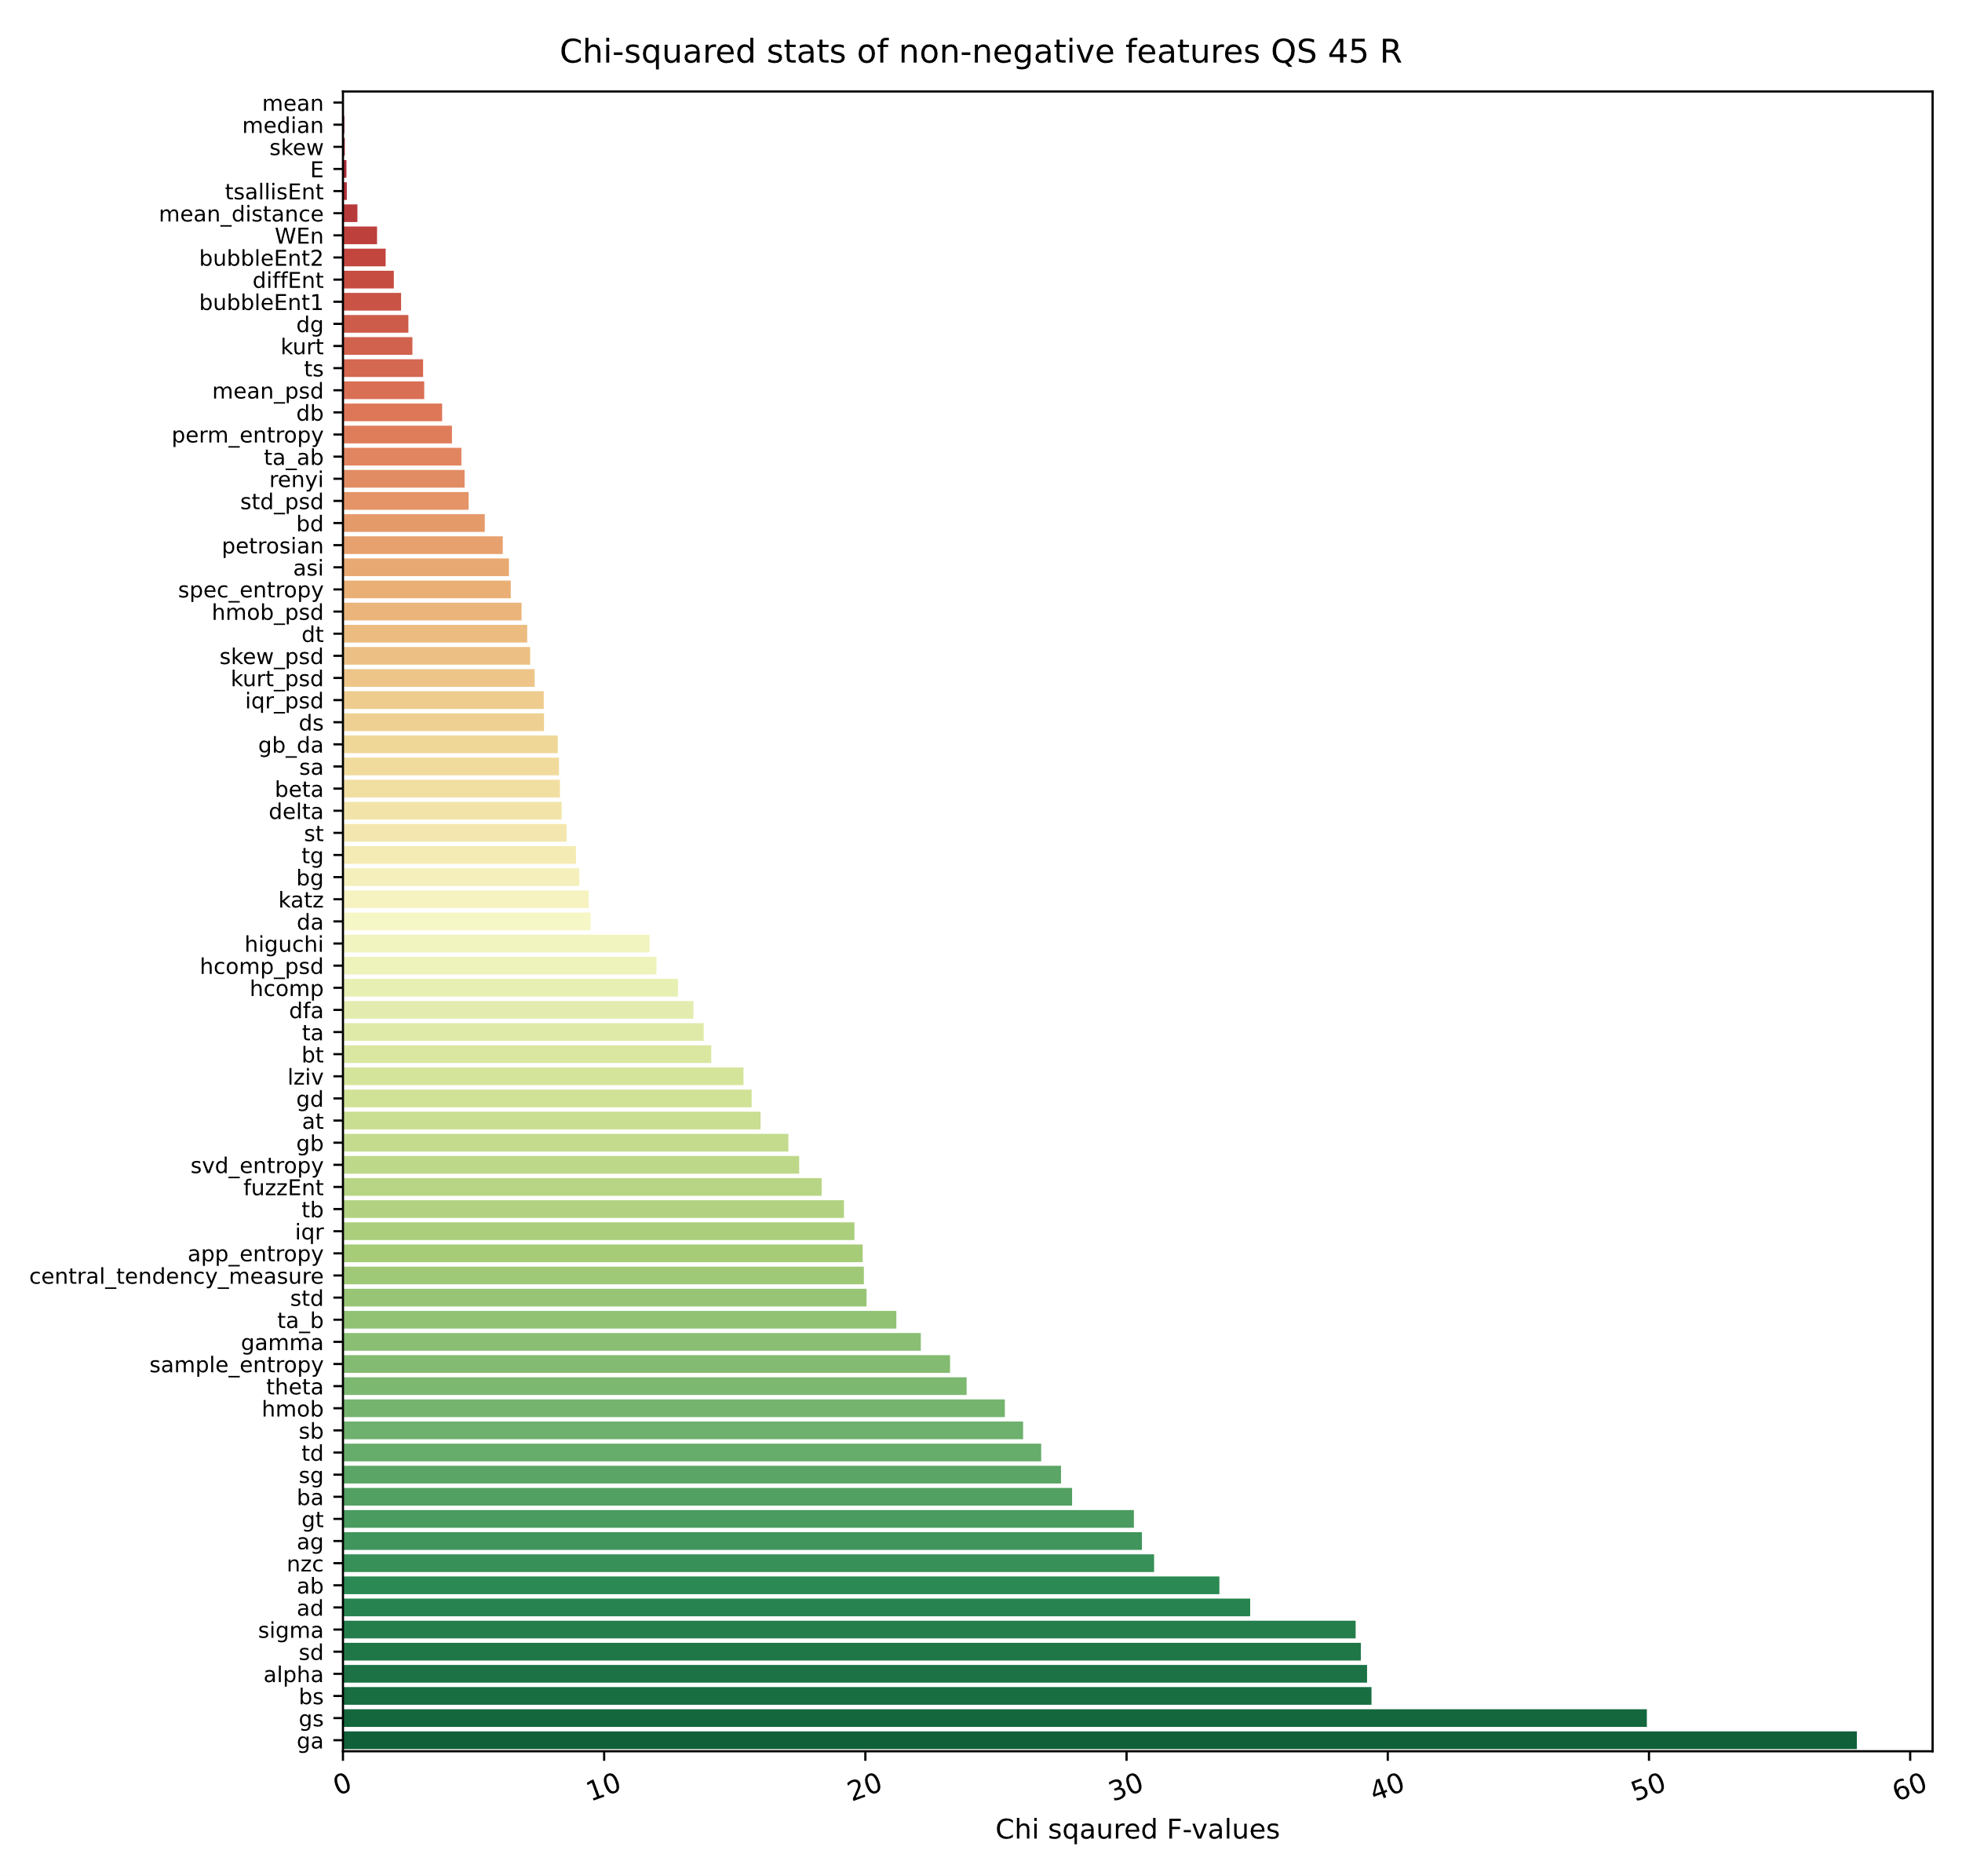 Chi-squared stats of non-negative features QS 45 R
mean
median
skew
E
tsallisEnt
mean_distance
WEn
bubbleEnt2
diffEnt
bubbleEnt1
dg
kurt
ts
mean_psd
db
perm_entropy
ta_ab
renyi
std_psd
bd
petrosian
asi
spec_entropy
hmob_psd
dt
skew_psd
kurt_psd
iqr_psd
ds
gb_da
sa
beta
delta
st
tg
bg
katz
da
higuchi
hcomp_psd
hcomp
dfa
ta
bt
lziv
gd
at
gb
svd_entropy
fuzzEnt
tb
iqr
app_entropy
central_tendency_measure
std
ta_b
gamma
sample_entropy
theta
hmob
sb
td
sg
ba
gt
ag
nzc
ab
ad
sigma
sd
alpha
bs
gs
ga
0 10 20 30 40 50 60
Chi sqaured F-values